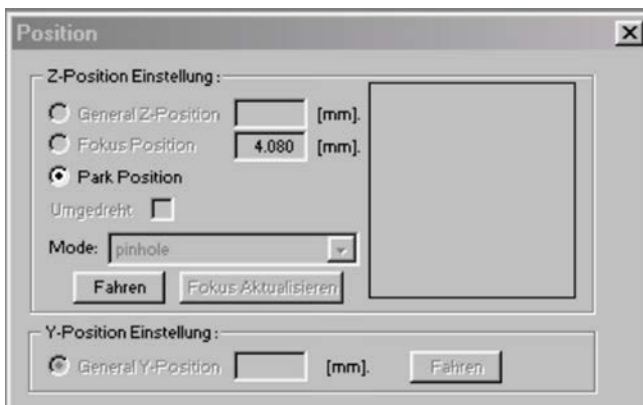 Position
Z-Position Einstellung :
General Z-Position [mm].
Fokus Position 4.080 [mm].
Park Position
Umgedreht
Mode: pinhole
Fahren Fokus Aktualisieren
Y-Position Einstellung :
General Y-Position [mm]. Fahren